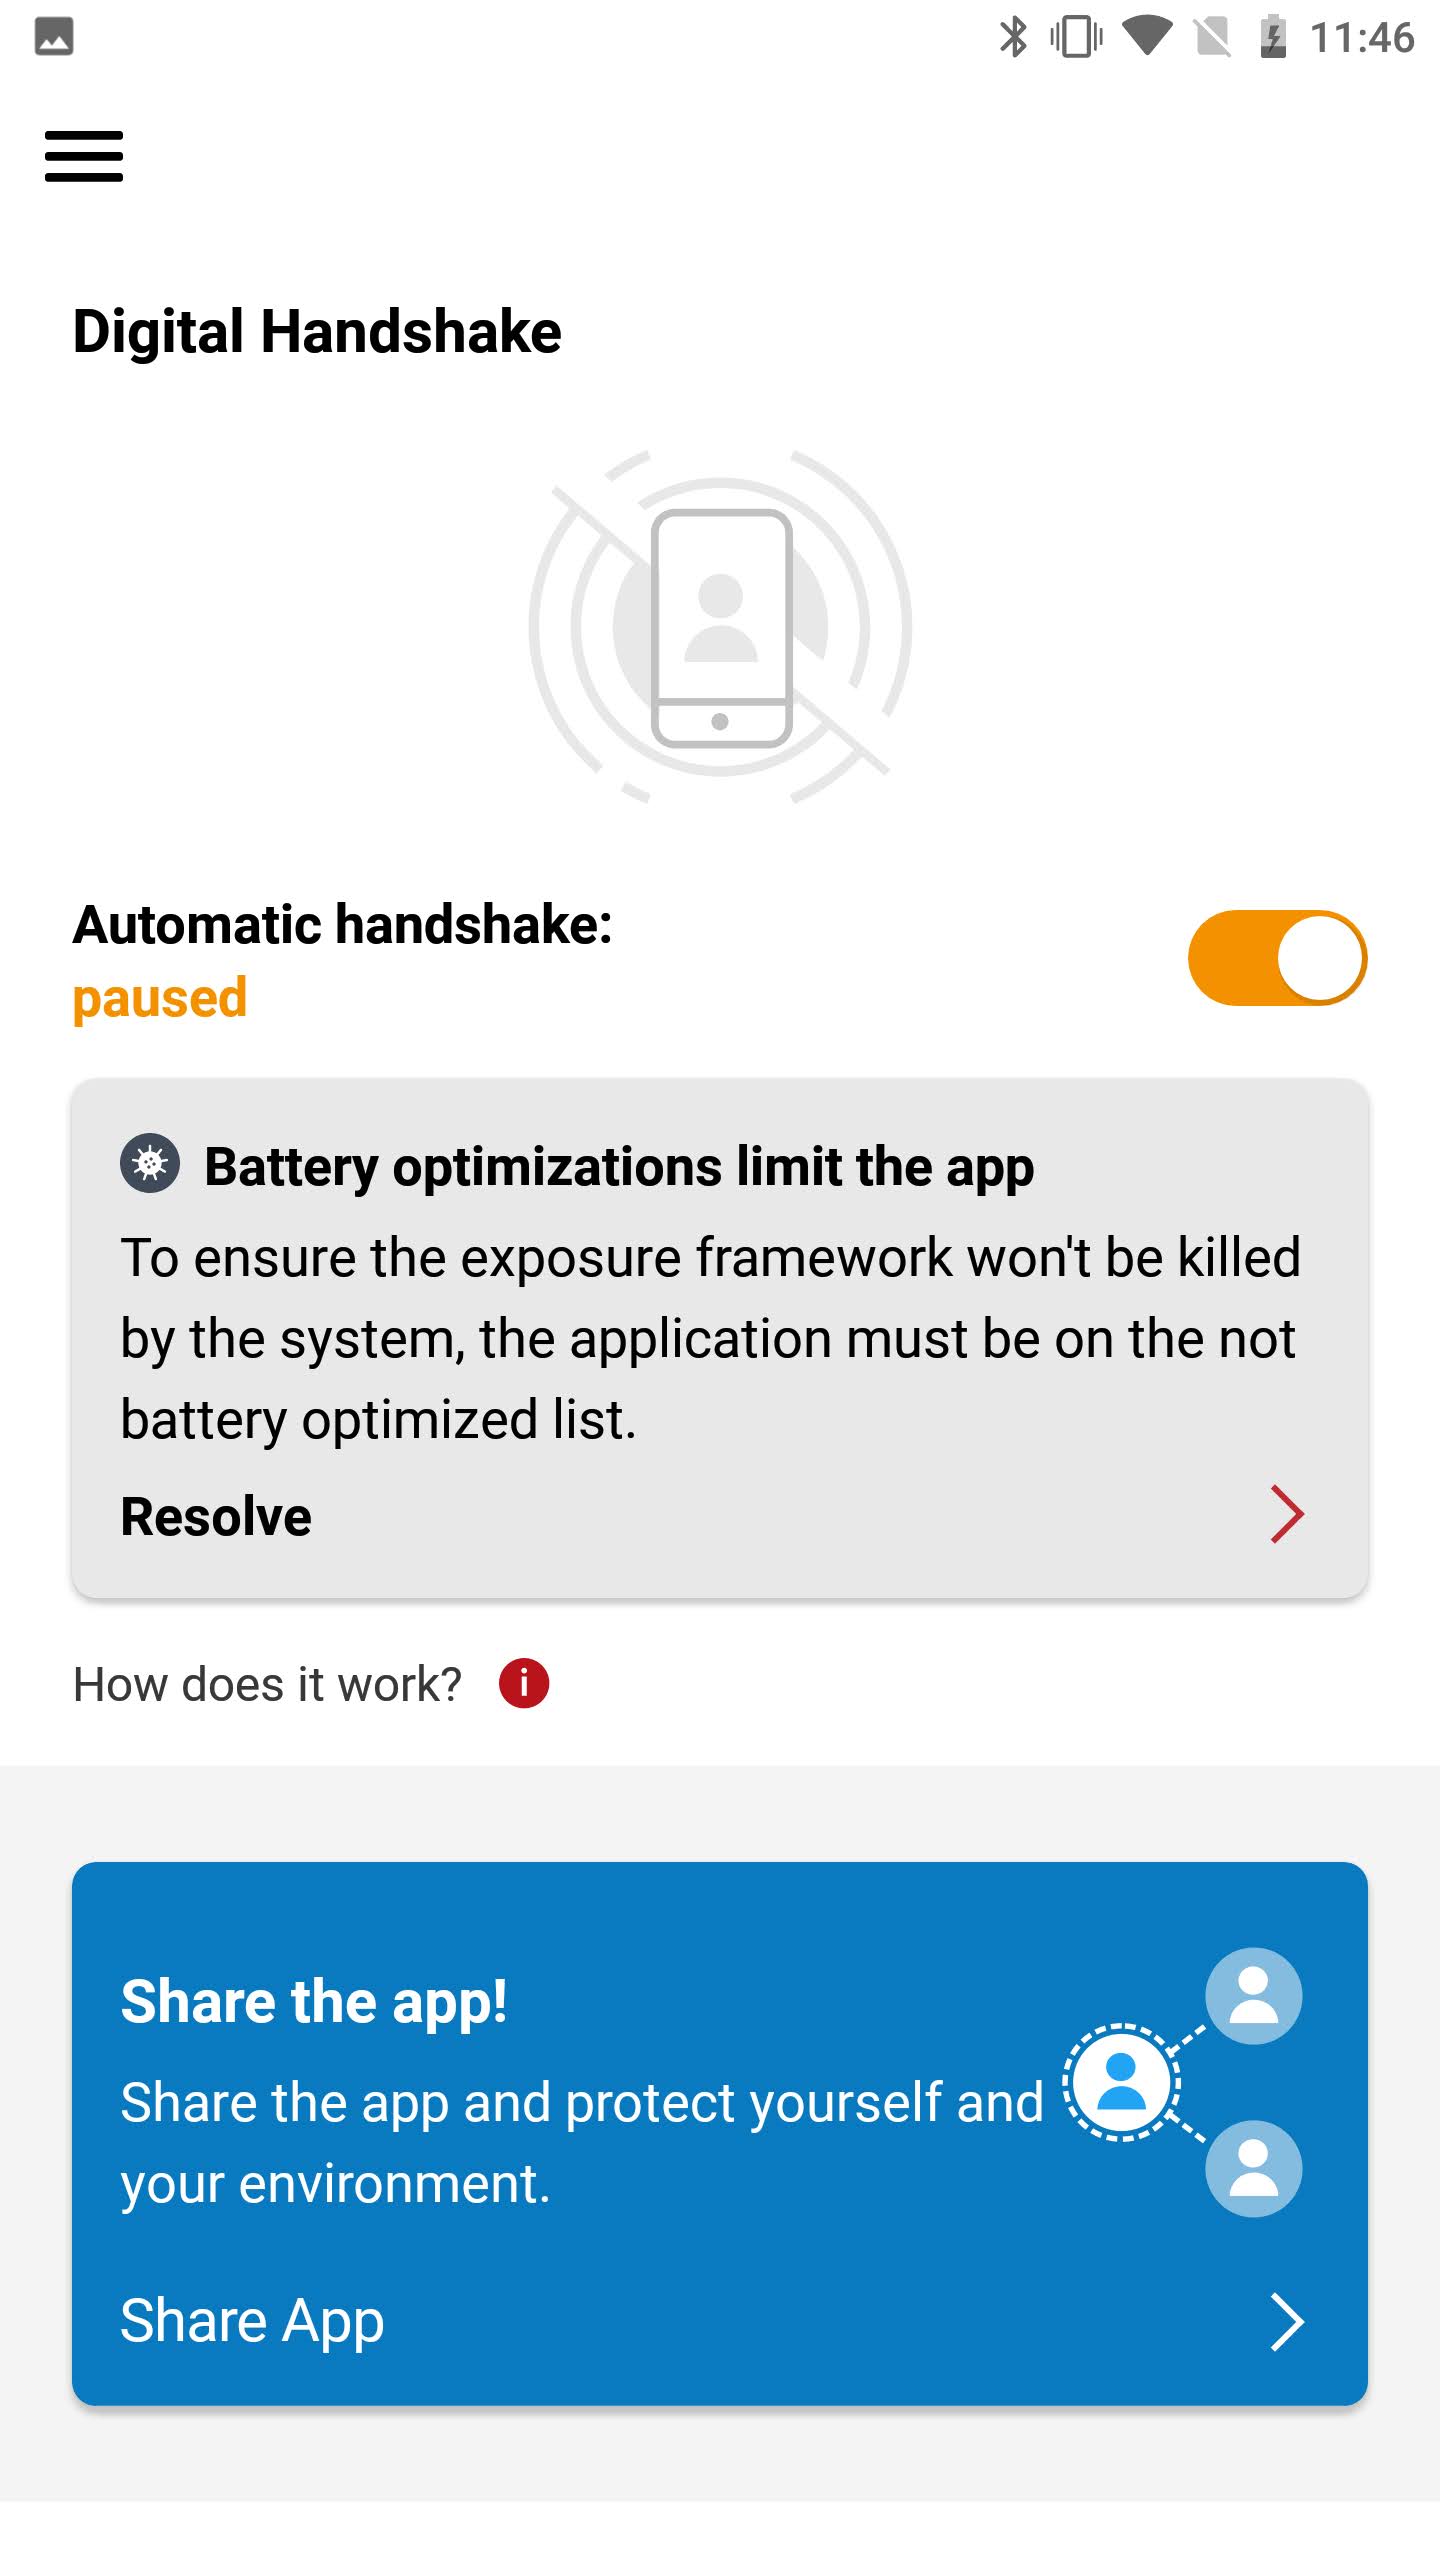 11:46
Digital Handshake
Automatic handshake:
paused
Battery optimizations limit the app
To ensure the exposure framework won't be killed
by the system, the application must be on the not
battery optimized list.
Resolve
How does it work?
Share the app!
Share the app and protect yourself and
your environment.
Share App